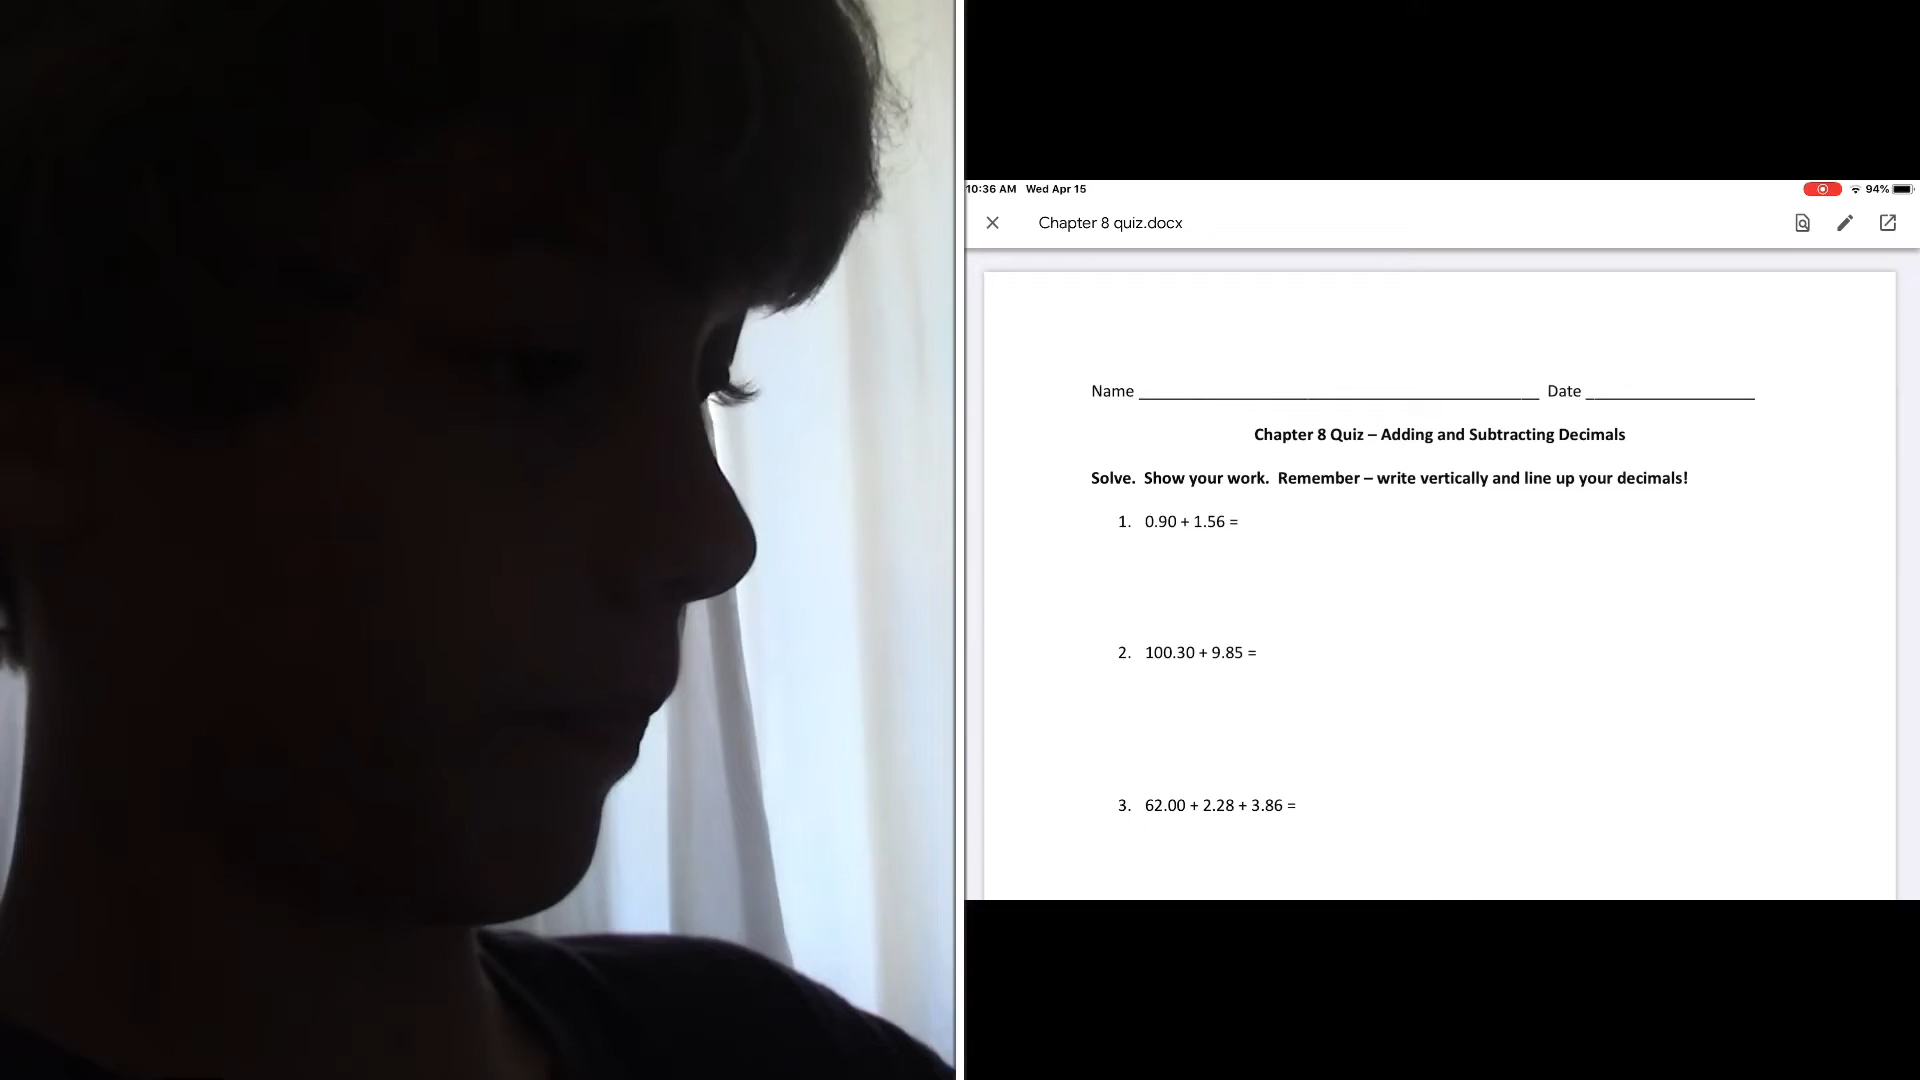 10:36 AM Wed Apr 15
94%
Chapter 8 quiz.docx
Name Date
Chapter 8 Quiz – Adding and Subtracting Decimals
Solve. Show your work. Remember – write vertically and line up your decimals!
1. 0.90 + 1.56 =
2. 100.30 + 9.85 =
3. 62.00 + 2.28 + 3.86 =